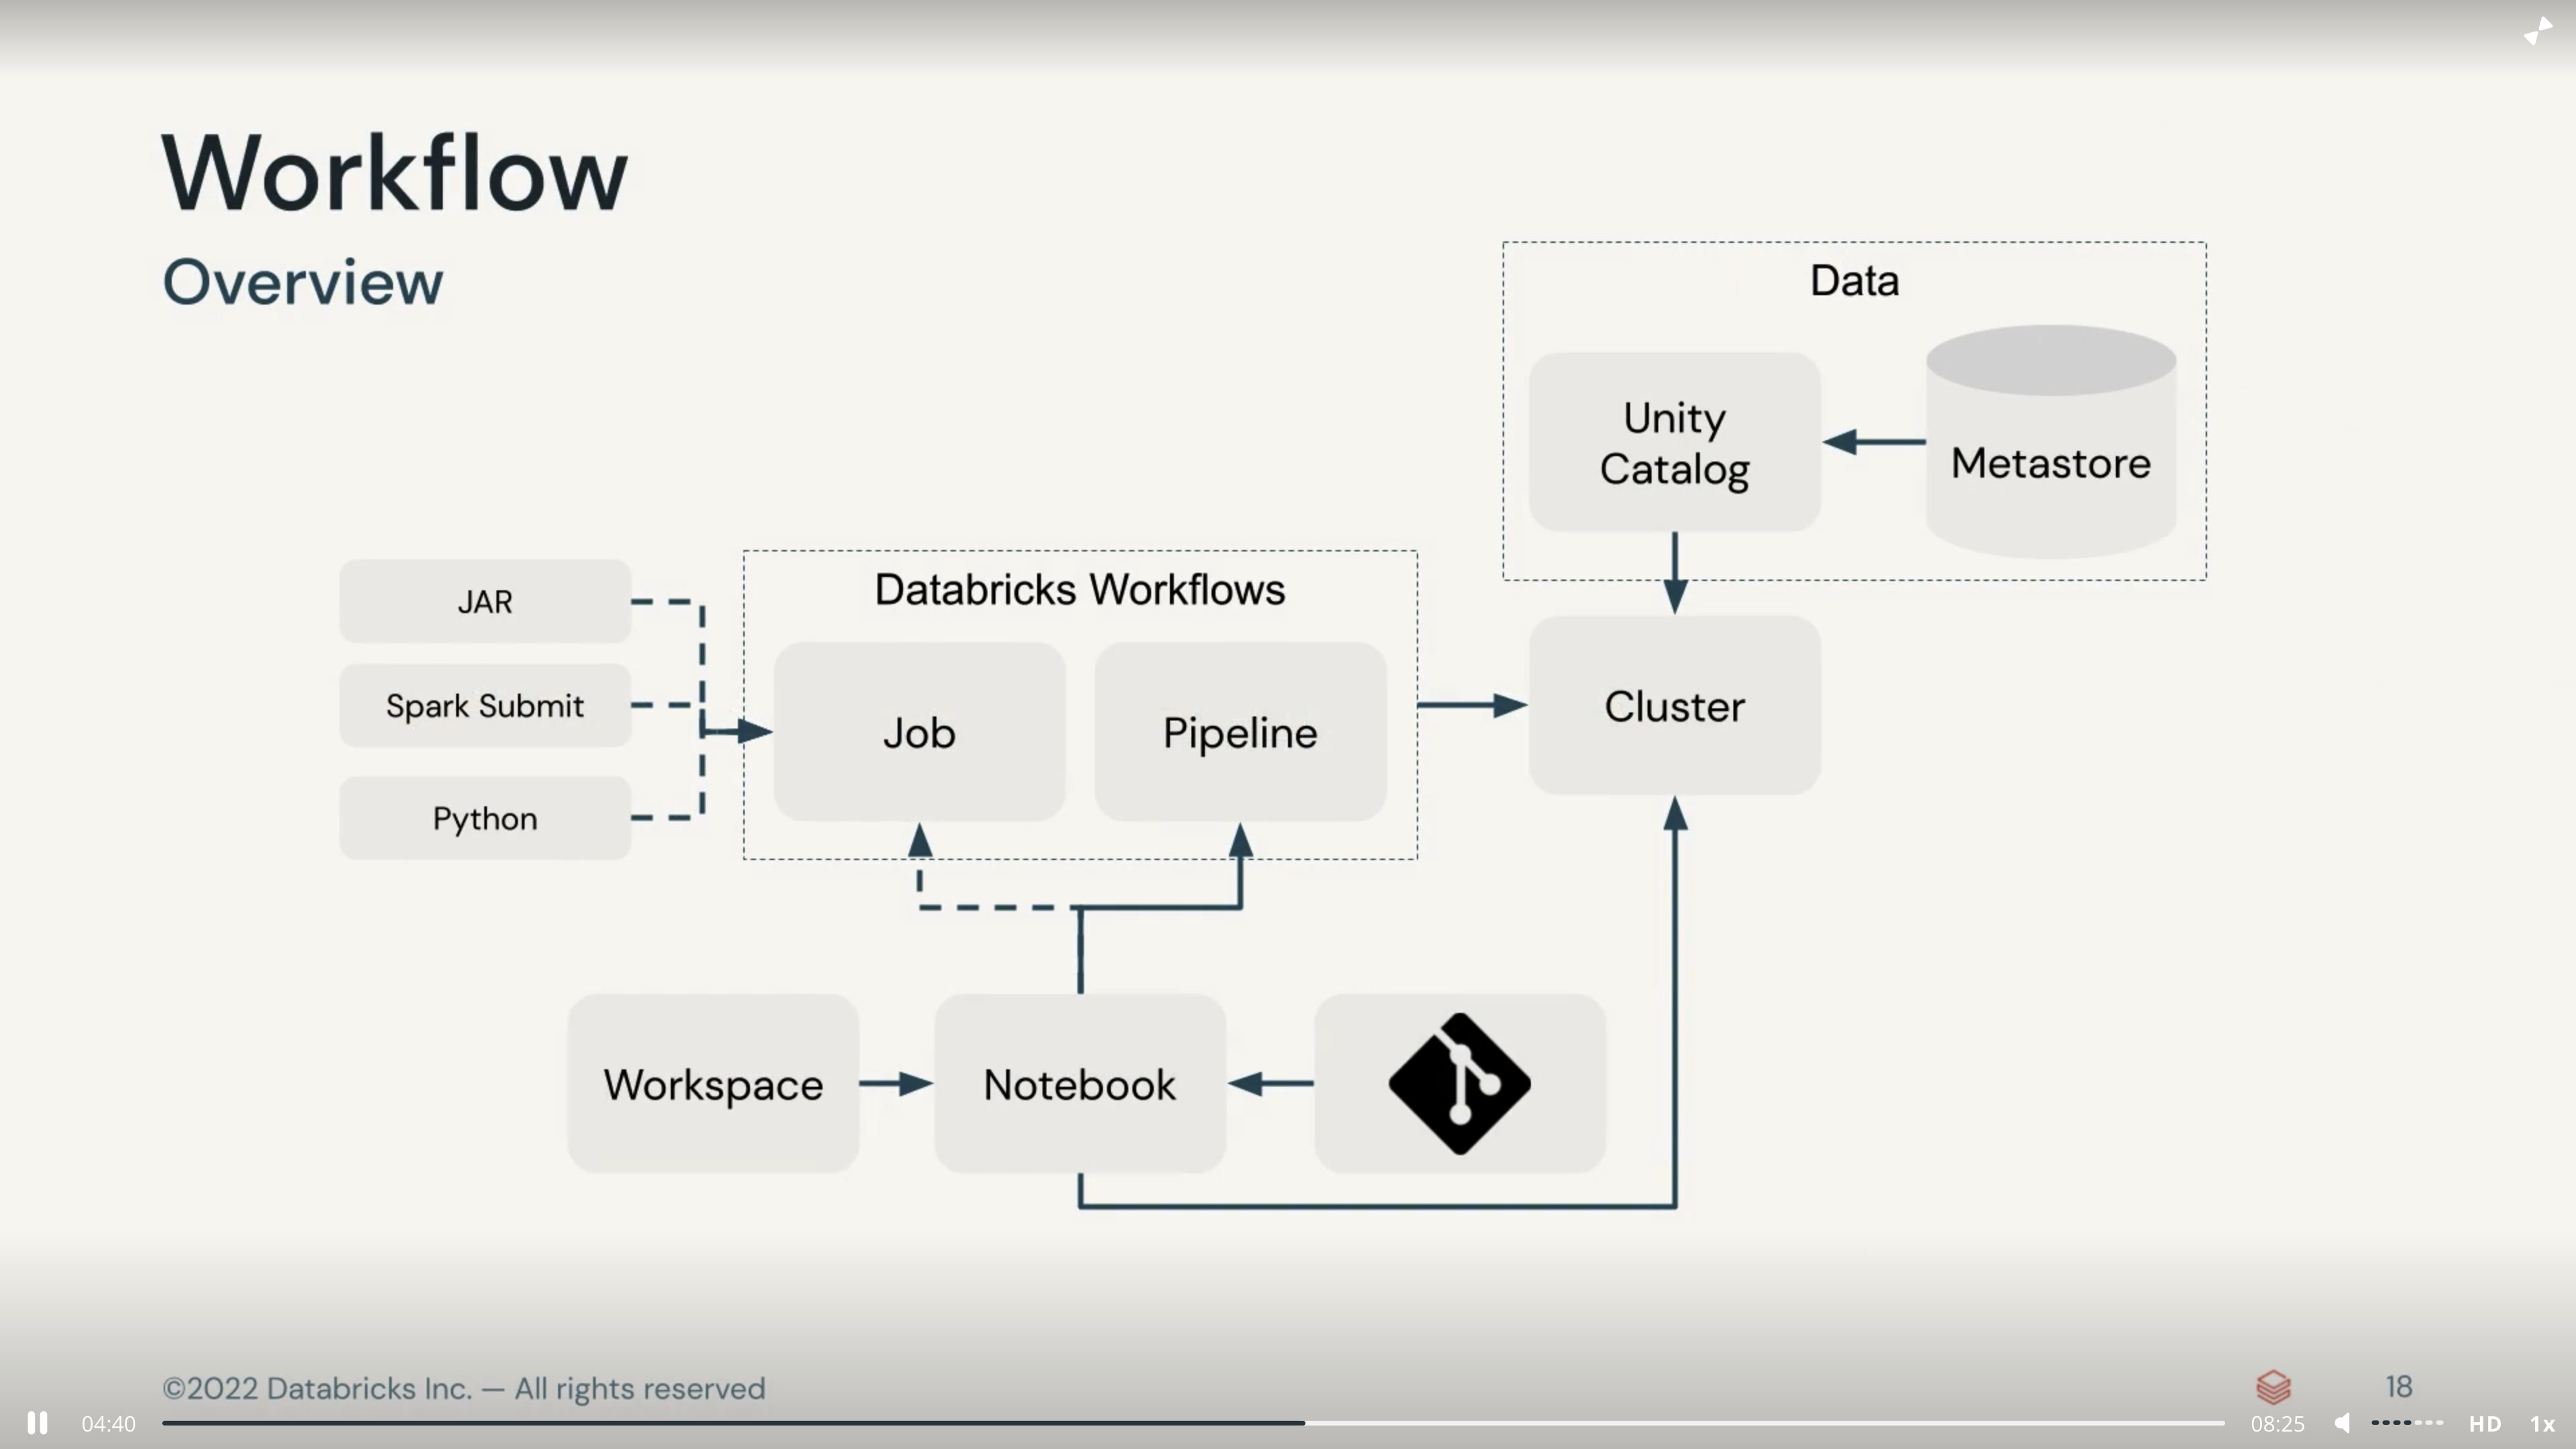 Workflow
Overview
Data
Unity
Catalog
Metastore
JAR
Spark Submit
Python
Databricks Workflows
Job
Pipeline
Cluster
Workspace
Notebook
©2022 Databricks Inc. — All rights reserved
18
04:40
08:25
HD
1x